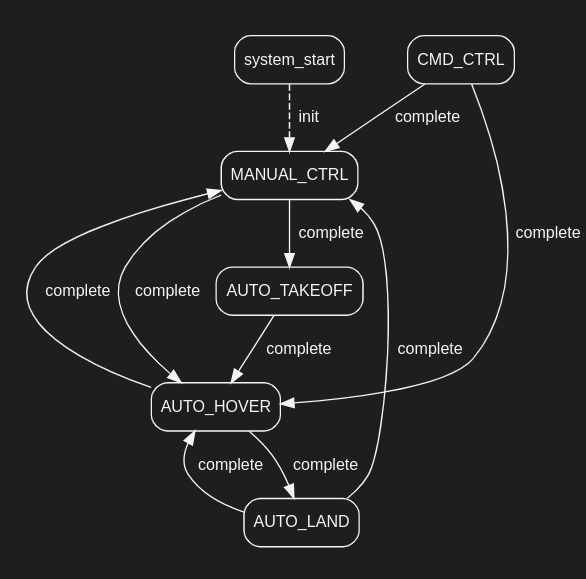 system_start
CMD_CTRL
init
complete
MANUAL_CTRL
complete
complete
complete
complete
AUTO_TAKEOFF
complete
complete
AUTO_HOVER
complete
complete
AUTO_LAND